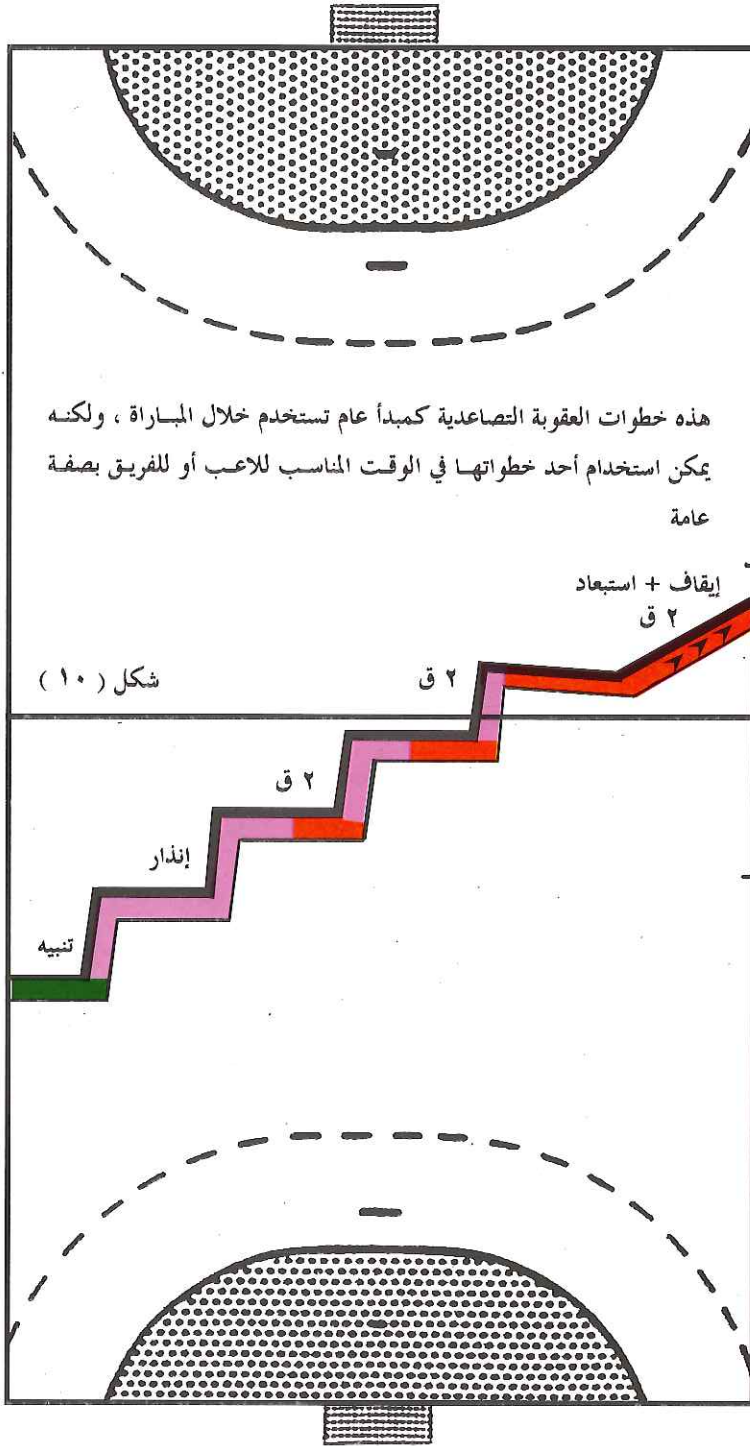 هذه خطوات العقوبة التصاعدية كمبدأ عام تستخدم خلال المباراة ، ولكنه
يمكن استخدام أحد خطواتها في الوقت المناسب للاعب أو للفريق بصفة
عامة
إيقاف + استبعاد
٢ ق
٢ ق
شكل ( ١٠ )
٢ ق
إنذار
تنبيه